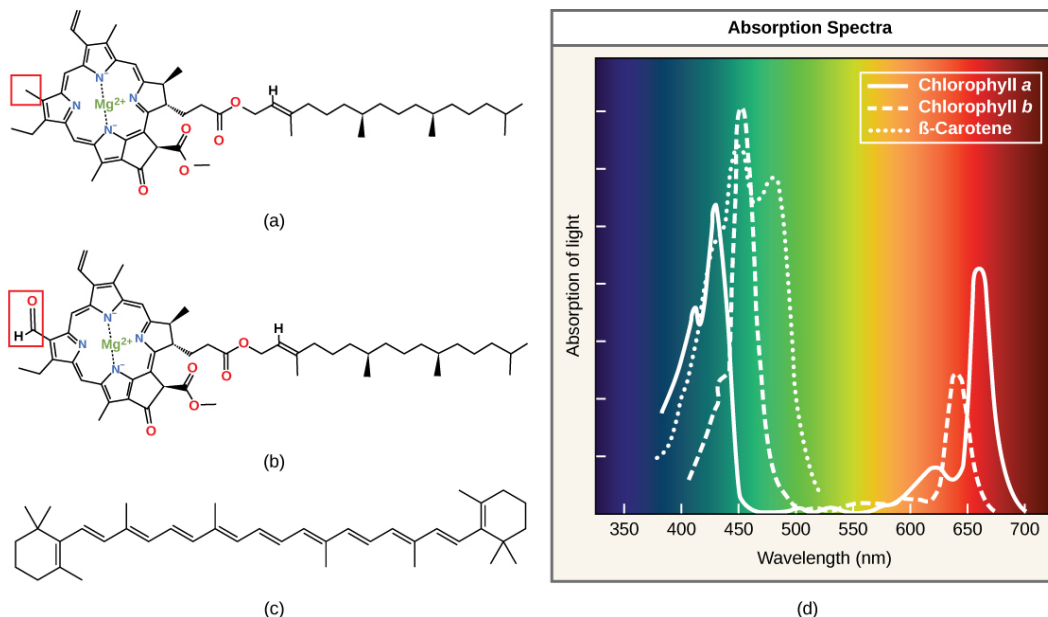 N⁻
N
Mg²⁺
N
N⁻
O
O
H
O
O
O
(a)
O
H
N⁻
N
Mg²⁺
N
N⁻
O
O
H
O
O
O
(b)
(c)
Absorption Spectra
Chlorophyll a
Chlorophyll b
ß-Carotene
Absorption of light
350 400 450 500 550 600 650 700
Wavelength (nm)
(d)